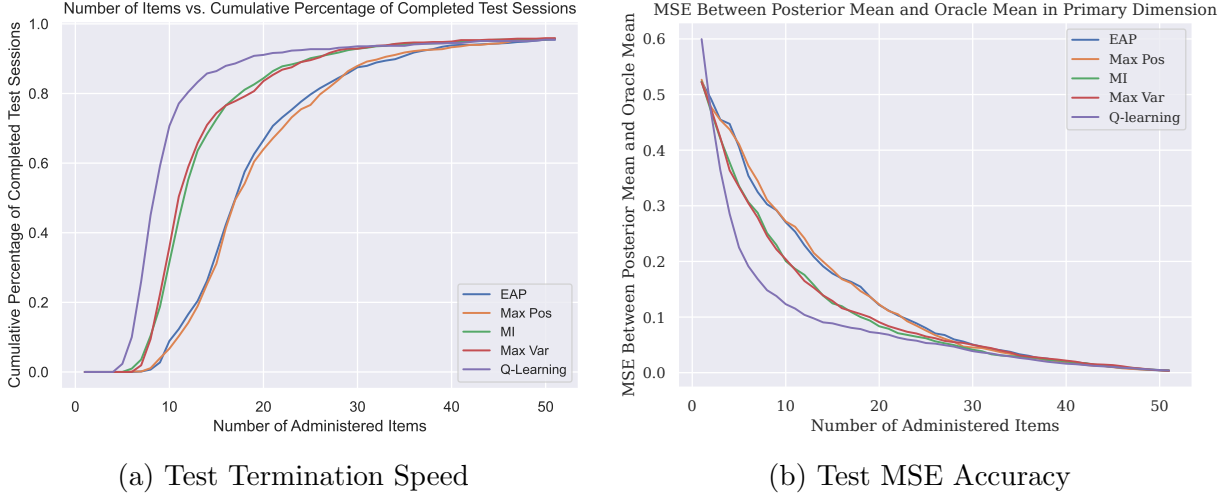 Number of Items vs. Cumulative Percentage of Completed Test Sessions
Cumulative Percentage of Completed Test Sessions
1.0
0.8
0.6
0.4
0.2
0.0
EAP
Max Pos
MI
Max Var
Q-Learning
0 10 20 30 40 50
Number of Administered Items
(a) Test Termination Speed
MSE Between Posterior Mean and Oracle Mean in Primary Dimension
MSE Between Posterior Mean and Oracle Mean
0.6
0.5
0.4
0.3
0.2
0.1
0.0
EAP
Max Pos
MI
Max Var
Q-learning
0 10 20 30 40 50
Number of Administered Items
(b) Test MSE Accuracy